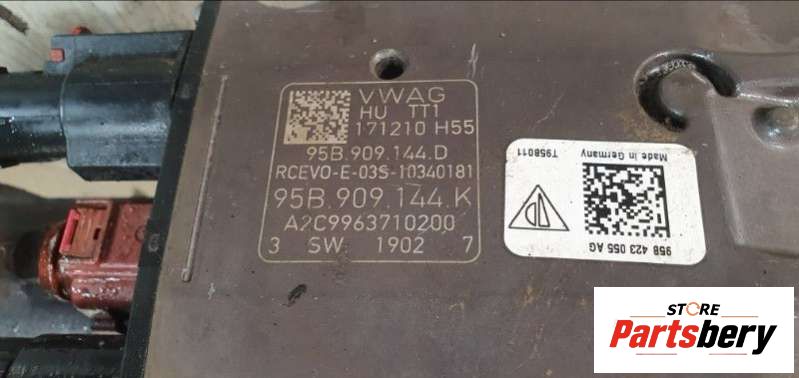 VWAG
HU TT1
171210 H55
95B.909.144.D
RCEVO-E-03S-10340181
95B.909.144.K
A2C9963710200
3 SW 1902 7
T958011
Made in Germany
95B 423 055 AG
STORE
Partsbery